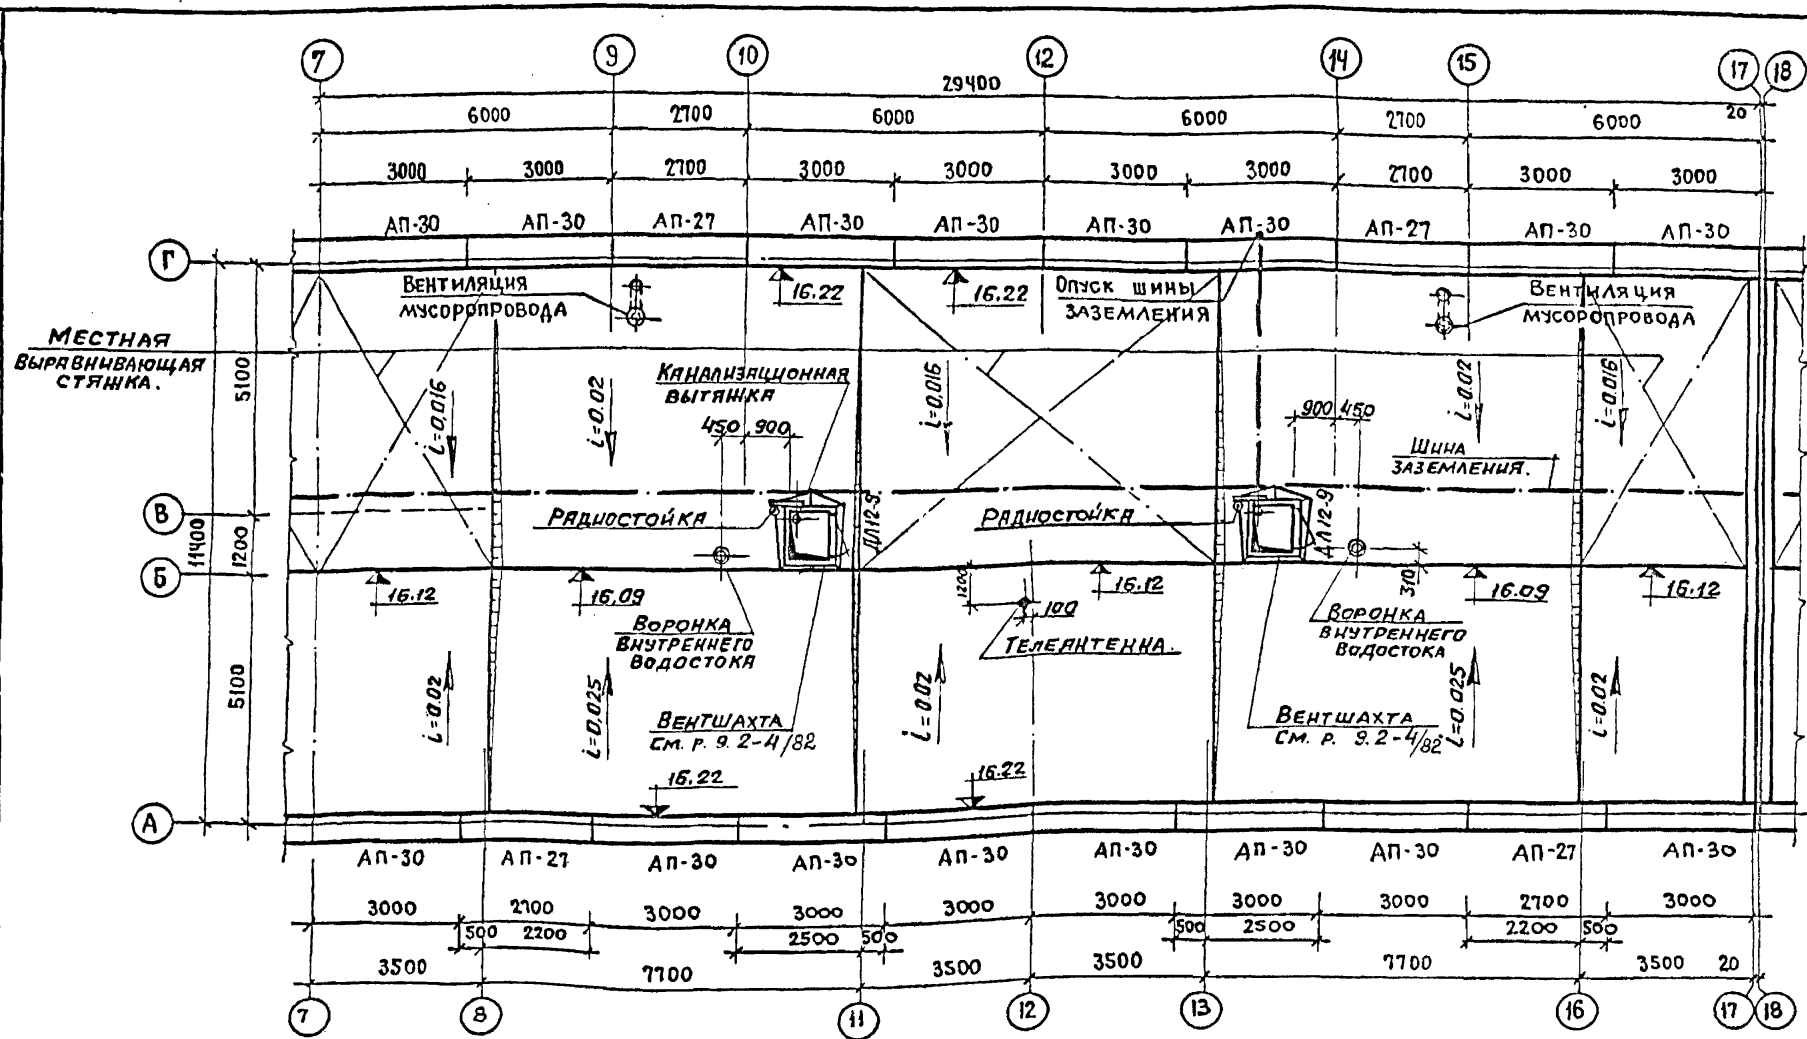 7 9 10 12 14 15 17 18
29400
6000 2700 6000 6000 2700 6000 20
3000 3000 2700 3000 3000 3000 3000 2700 3000 3000
АП-30 АП-30 АП-27 АП-30 АП-30 АП-30 АП-30 АП-27 АП-30 АП-30
Г
ВЕНТИЛЯЦИЯ
МУСОРОПРОВОДА
16.22
16.22
ОПУСК ШИНЫ
ЗАЗЕМЛЕНИЯ
ВЕНТИЛЯЦИЯ
МУСОРОПРОВОДА
МЕСТНАЯ
ВЫРАВНИВАЮЩАЯ
СТЯЖКА.
5100
i=0.016
i=0.02
КАНАЛИЗАЦИОННАЯ
ВЫТЯЖКА
450 900
i=0.016
900 450
i=0.02
i=0.016
ШИНА
ЗАЗЕМЛЕНИЯ.
В
РАДИОСТОЙКА
ДЛ12-9
РАДИОСТОЙКА
ДЛ12-9
11400
1200
Б
16.12
16.09
1200
100
16.12
310
16.09
16.12
ВОРОНКА
ВНУТРЕННЕГО
ВОДОСТОКА
ТЕЛЕАНТЕННА.
ВОРОНКА
ВНУТРЕННЕГО
ВОДОСТОКА
5100
i=0.02
i=0.025
i=0.02
i=0.025
i=0.02
ВЕНТШАХТА
СМ. Р. 9.2-4/82
ВЕНТШАХТА
СМ. Р. 9.2-4/82
16.22
16.22
А
АП-30 АП-27 АП-30 АП-30 АП-30 АП-30 АП-30 АП-30 АП-27 АП-30
3000 2700 3000 3000 3000 3000 3000 3000 2700 3000
500 2200 2500 500 500 2500 2200 500
3500 7700 3500 3500 7700 3500 20
7 8 11 12 13 16 17 18